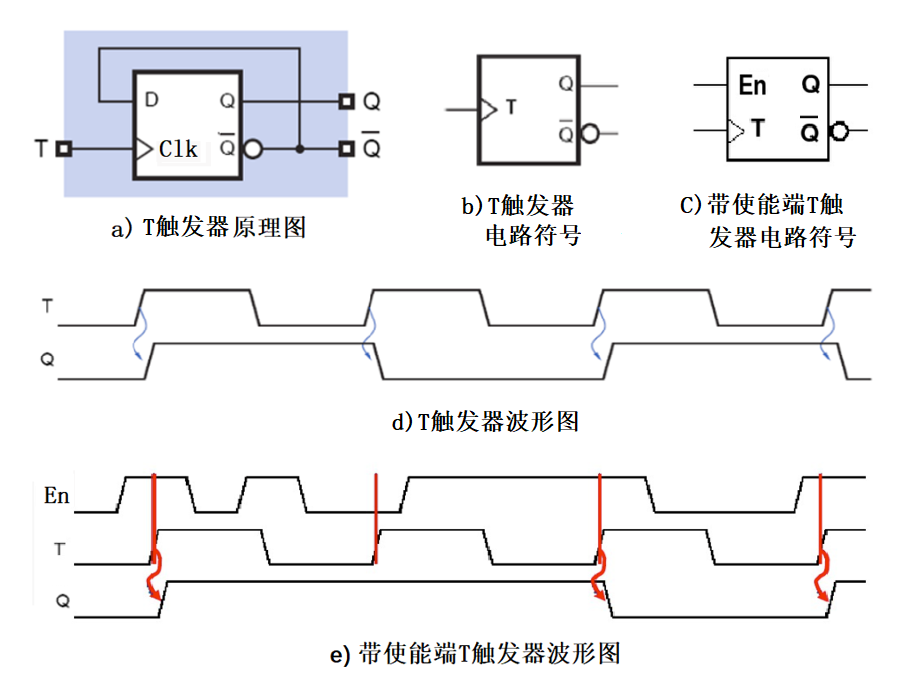 D Q Q
T Clk Q Q
a) T触发器原理图
Q
T
Q
b)T触发器
电路符号
En Q
T Q
C)带使能端T触
发器电路符号
T
Q
d)T触发器波形图
En
T
Q
e) 带使能端T触发器波形图